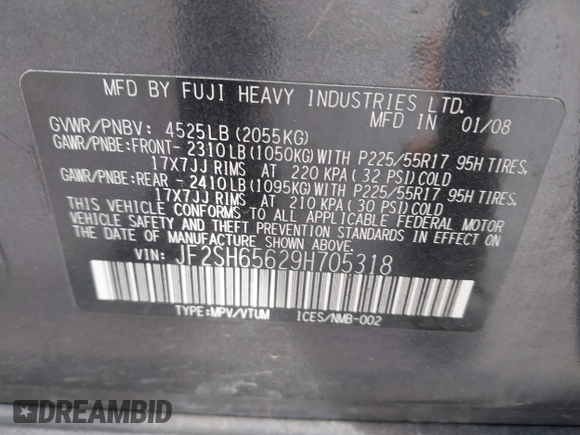 MFD BY FUJI HEAVY INDUSTRIES LTD.
MFD IN 01/08
GVWR/PNBV: 4525LB(2055KG)
GAWR/PNBE:FRONT-2310LB(1050KG)WITH P225/55R17 95H TIRES,
17X7JJ RIMS AT 220 KPA(32 PSI)COLD
GAWR/PNBE:REAR -2410LB(1095KG)WITH P225/55R17 95H TIRES,
17X7JJ RIMS AT 210 KPA(30 PSI)COLD
THIS VEHICLE CONFORMS TO ALL APPLICABLE FEDERAL MOTOR
VEHICLE SAFETY AND THEFT PREVENTION STANDARDS IN EFFECT ON
THE DATE OF MANUFACTURE SHOWN ABOVE.
VIN: JF2SH65629H705318
TYPE:MPV/VTUM ICES/NMB-002
DREAMBID